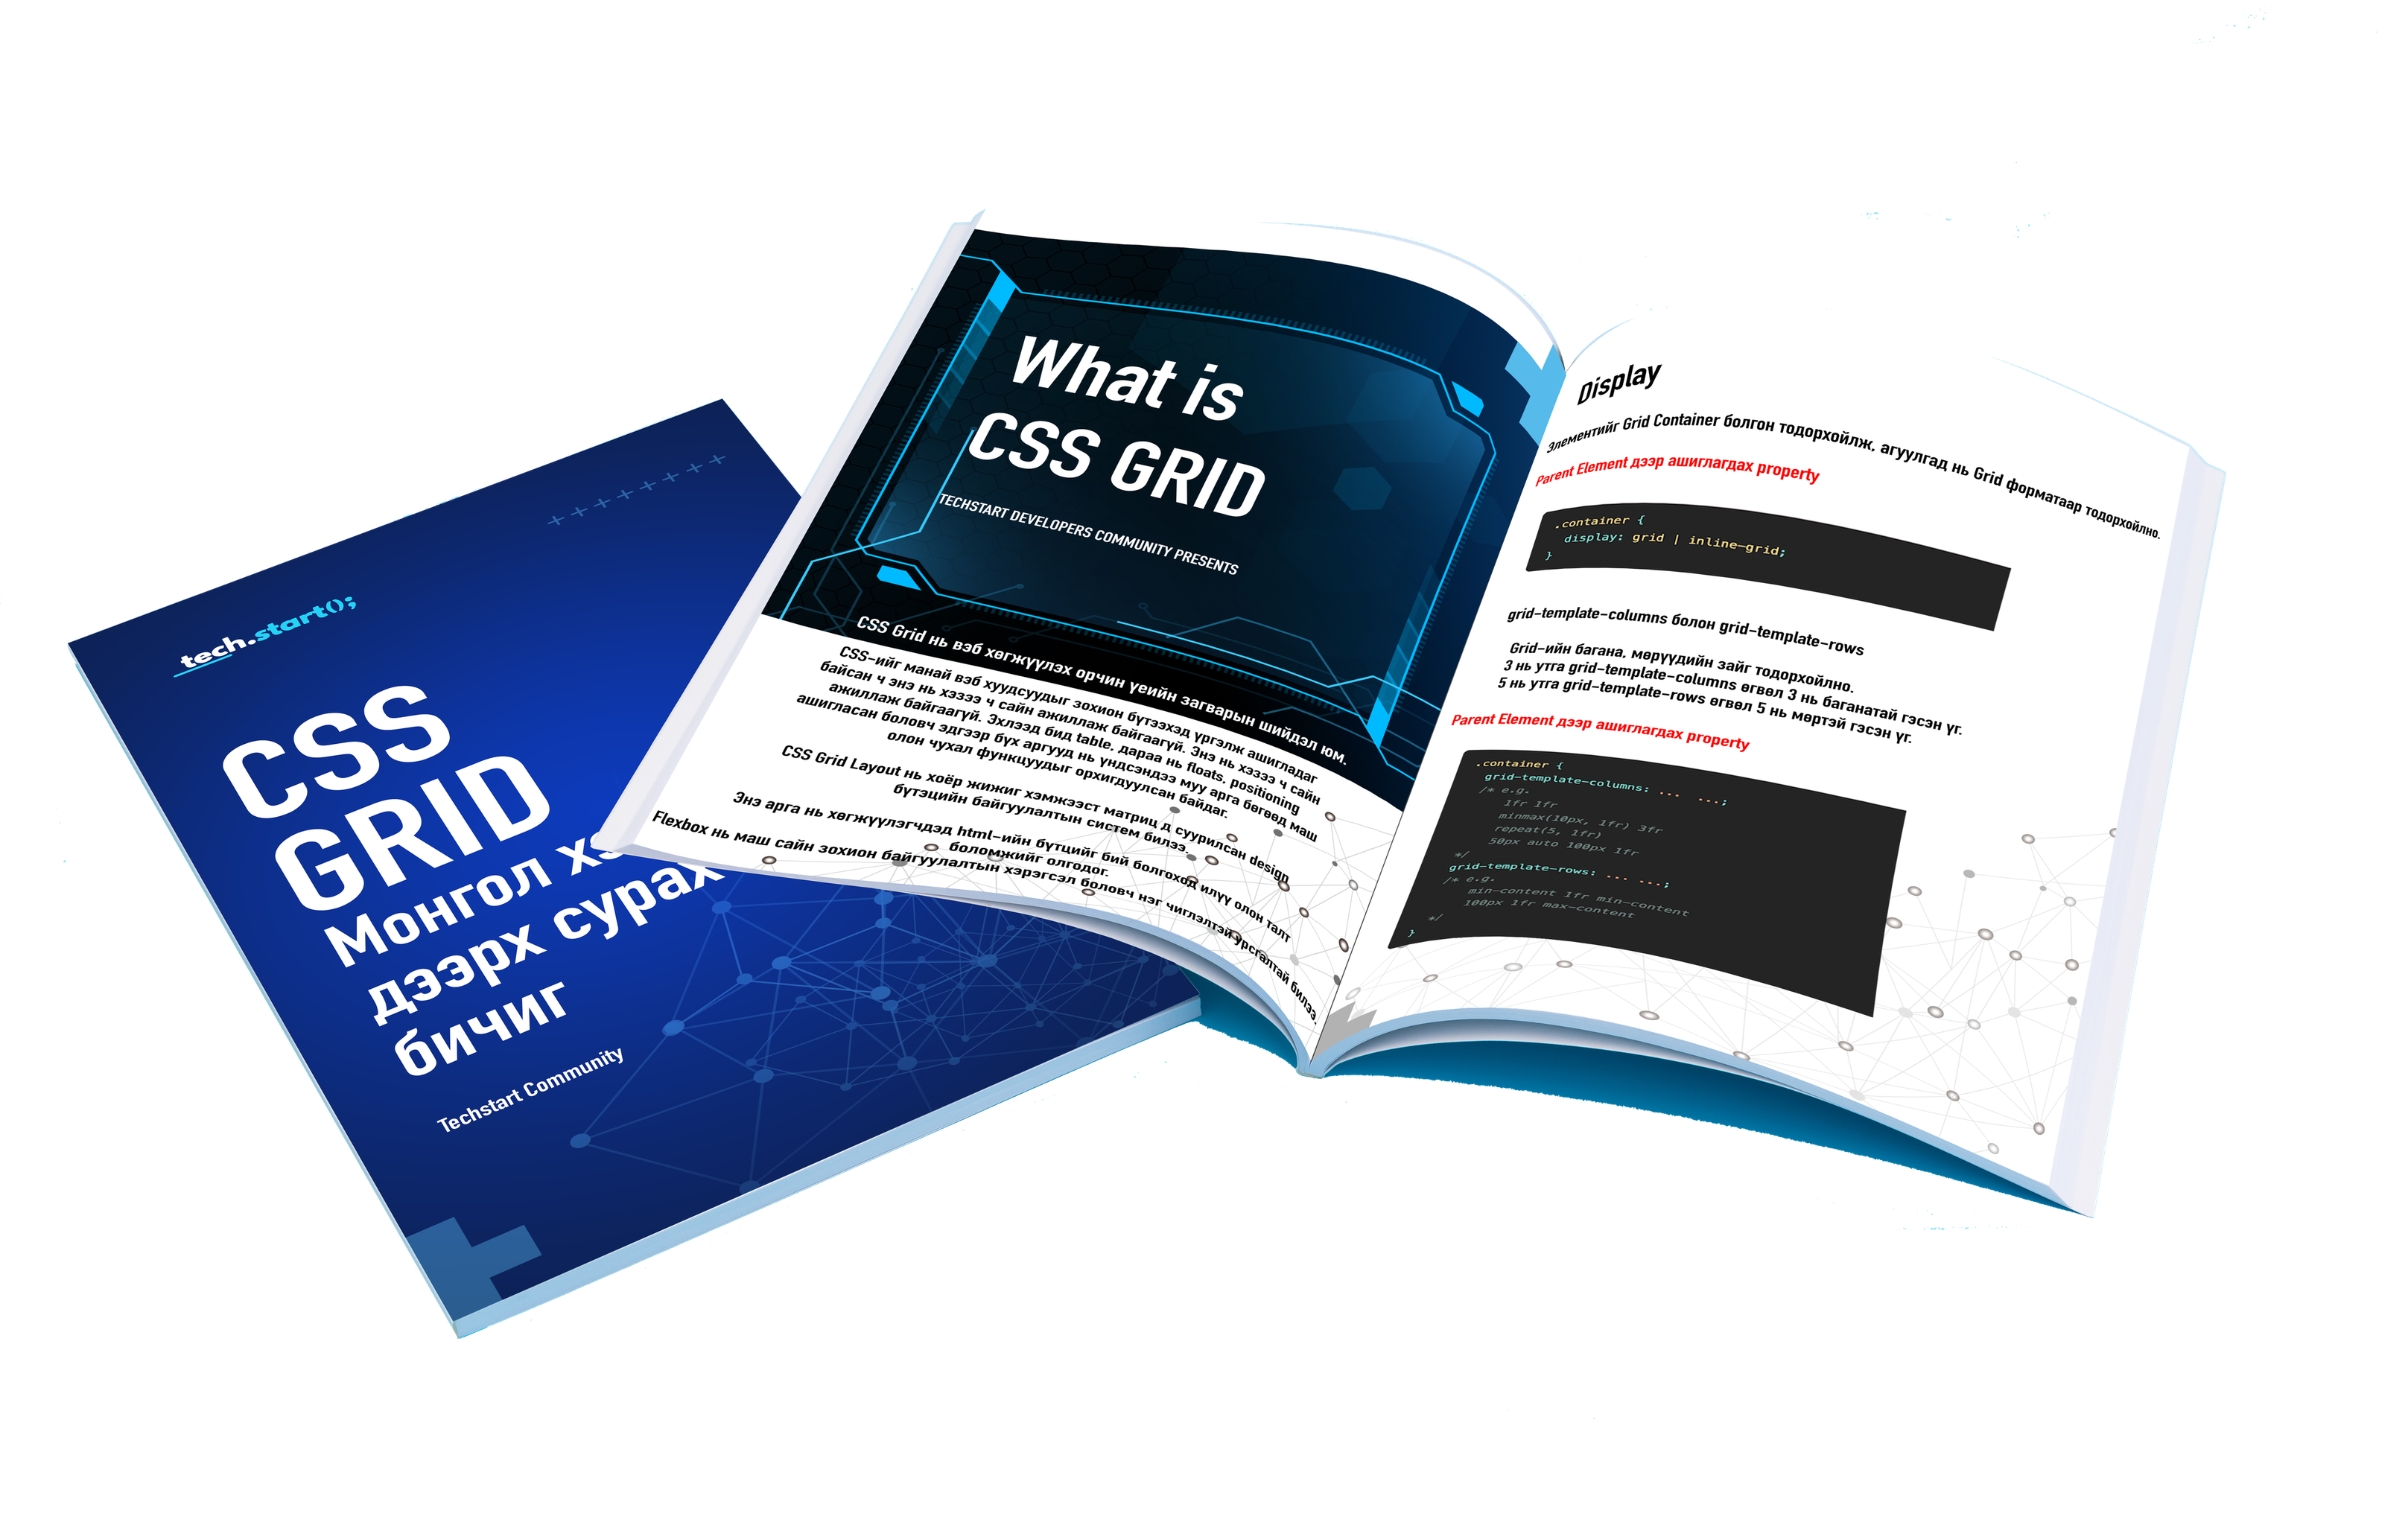 tech.start();
CSS
GRID
Монгол хэ
дээрх сурах
бичиг
Techstart Community
What is
CSS GRID
TECHSTART DEVELOPERS COMMUNITY PRESENTS
CSS Grid нь вэб хөгжүүлэх орчин үеийн загварын шийдэл юм.
CSS-ийг манай вэб хуудсуудыг зохион бүтээхэд үргэлж ашигладаг
байсан ч энэ нь хэзээ ч сайн ажиллаж байгаагүй. Энэ нь хэзээ ч сайн
ажиллаж байгаагүй. Эхлээд бид table, дараа нь floats, positioning
ашигласан боловч эдгээр бүх аргууд нь үндсэндээ муу арга бөгөөд маш
олон чухал функцуудыг орхигдуулсан байдаг.
CSS Grid Layout нь хоёр жижиг хэмжээст матриц д суурилсан design
бүтэцийн байгуулалтын систем билээ.
Энэ арга нь хөгжүүлэгчдэд html-ийн бүтцийг бий болгоход илүү олон талт
боломжийг олгодог.
Flexbox нь маш сайн зохион байгуулалтын хэрэгсэл боловч нэг чиглэлтэй урсгалтай билээ.
Display
Элементийг Grid Container болгон тодорхойлж, агуулгад нь Grid форматаар тодорхойлно.
Parent Element дээр ашиглагдах property
.container {
display: grid | inline-grid;
}
grid-template-columns болон grid-template-rows
Grid-ийн багана, мөрүүдийн зайг тодорхойлно.
3 нь утга grid-template-columns өгвөл 3 нь баганатай гэсэн үг.
5 нь утга grid-template-rows өгвөл 5 нь мөртэй гэсэн үг.
Parent Element дээр ашиглагдах property
.container {
grid-template-columns: ... ...;
/* e.g.
1fr 1fr
minmax(10px, 1fr) 3fr
repeat(5, 1fr)
50px auto 100px 1fr
*/
grid-template-rows: ... ...;
/* e.g.
min-content 1fr min-content
100px 1fr max-content
*/
}